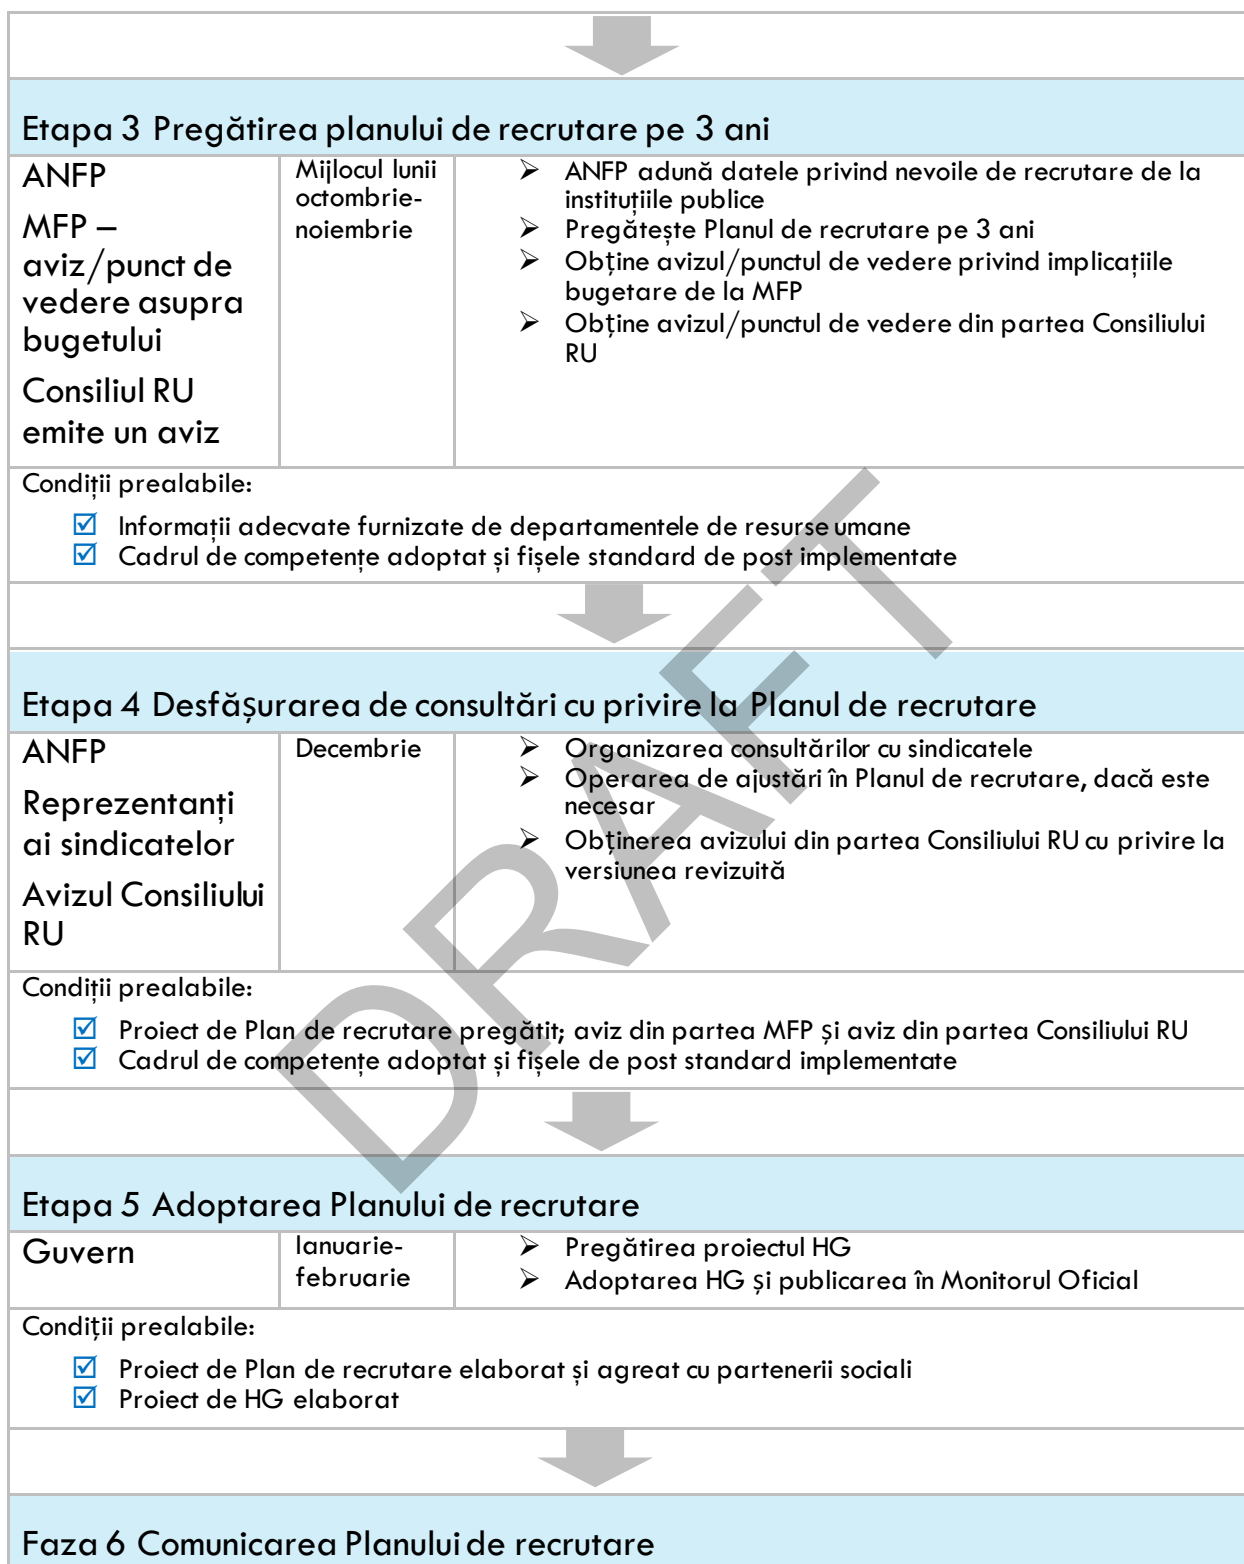 Etapa 3 Pregătirea planului de recrutare pe 3 ani
ANFP
MFP –
aviz/punct de
vedere asupra
bugetului
Consiliul RU
emite un aviz
Mijlocul lunii
octombrie-
noiembrie
➢ ANFP adună datele privind nevoile de recrutare de la
instituțiile publice
➢ Pregătește Planul de recrutare pe 3 ani
➢ Obține avizul/punctul de vedere privind implicațiile
bugetare de la MFP
➢ Obține avizul/punctul de vedere din partea Consiliului
RU
Condiții prealabile:
☑ Informații adecvate furnizate de departamentele de resurse umane
☑ Cadrul de competențe adoptat și fișele standard de post implementate
Etapa 4 Desfășurarea de consultări cu privire la Planul de recrutare
ANFP
Reprezentanți
ai sindicatelor
Avizul Consiliului
RU
Decembrie
➢ Organizarea consultărilor cu sindicatele
➢ Operarea de ajustări în Planul de recrutare, dacă este
necesar
➢ Obținerea avizului din partea Consiliului RU cu privire la
versiunea revizuită
Condiții prealabile:
☑ Proiect de Plan de recrutare pregătit; aviz din partea MFP și aviz din partea Consiliului RU
☑ Cadrul de competențe adoptat și fișele de post standard implementate
Etapa 5 Adoptarea Planului de recrutare
Guvern
Ianuarie-
februarie
➢ Pregătirea proiectul HG
➢ Adoptarea HG și publicarea în Monitorul Oficial
Condiții prealabile:
☑ Proiect de Plan de recrutare elaborat și agreat cu partenerii sociali
☑ Proiect de HG elaborat
Faza 6 Comunicarea Planului de recrutare
DRAFT